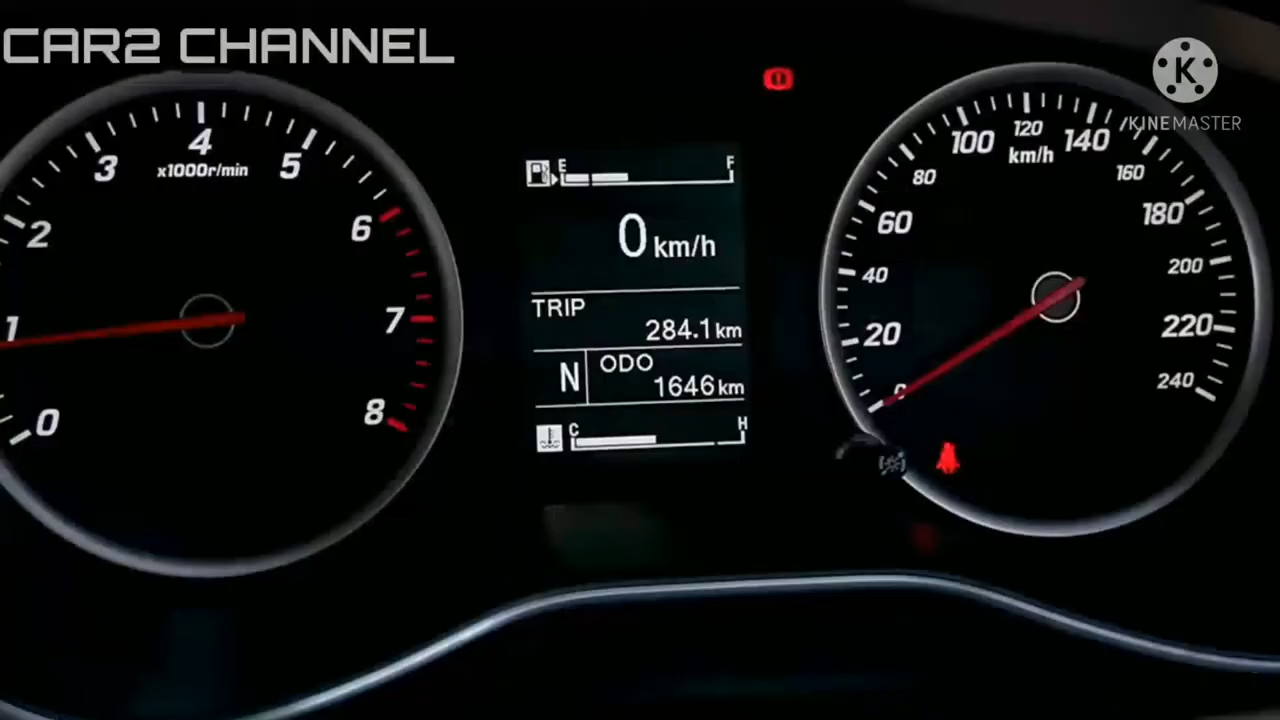 CAR2 CHANNEL
K
KINEMASTER
0
1
2
3
4
5
6
7
8
x1000r/min
E F
0 km/h
TRIP
284.1 km
N ODO
1646 km
C H
0
20
40
60
80
100
120
140
160
180
200
220
240
km/h